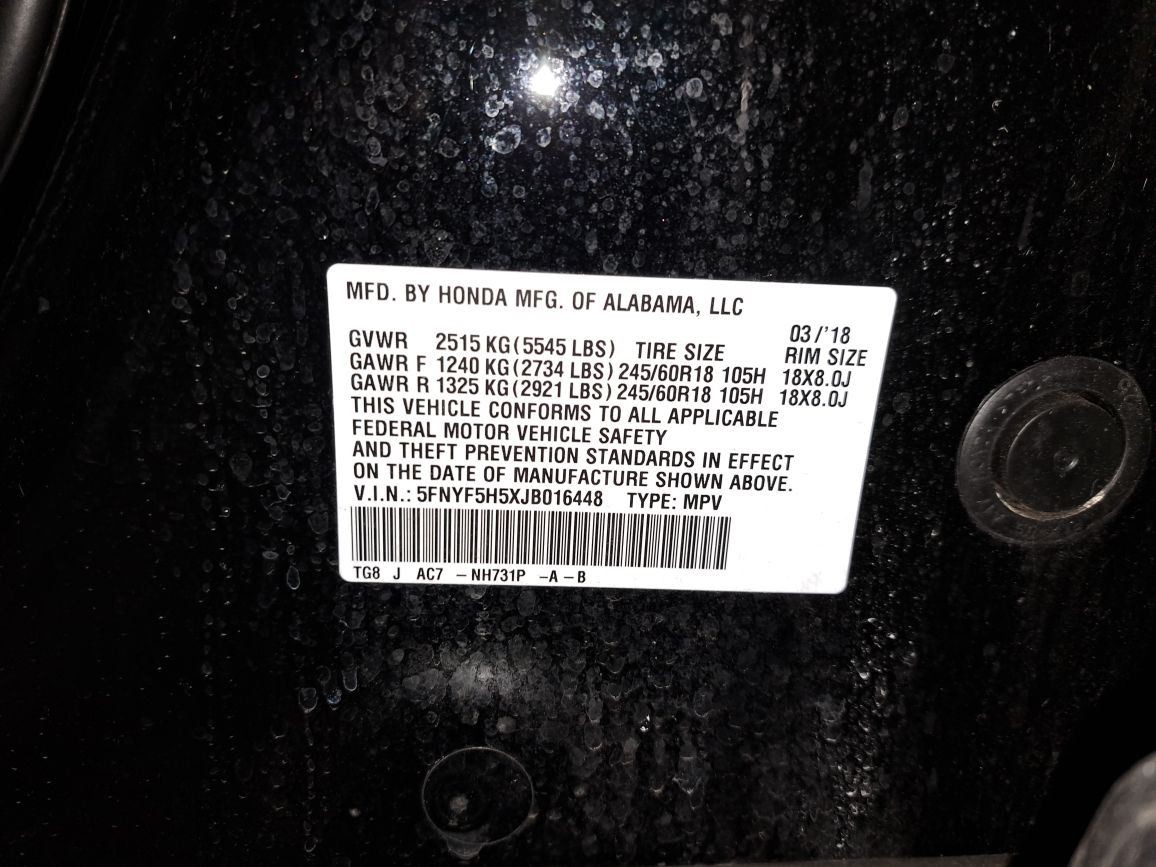 MFD. BY HONDA MFG. OF ALABAMA, LLC
03/'18
GVWR 2515 KG (5545 LBS) TIRE SIZE RIM SIZE
GAWR F 1240 KG (2734 LBS) 245/60R18 105H 18X8.0J
GAWR R 1325 KG (2921 LBS) 245/60R18 105H 18X8.0J
THIS VEHICLE CONFORMS TO ALL APPLICABLE
FEDERAL MOTOR VEHICLE SAFETY
AND THEFT PREVENTION STANDARDS IN EFFECT
ON THE DATE OF MANUFACTURE SHOWN ABOVE.
V.I.N.: 5FNYF5H5XJB016448 TYPE: MPV
TG8 J AC7 -NH731P -A-B